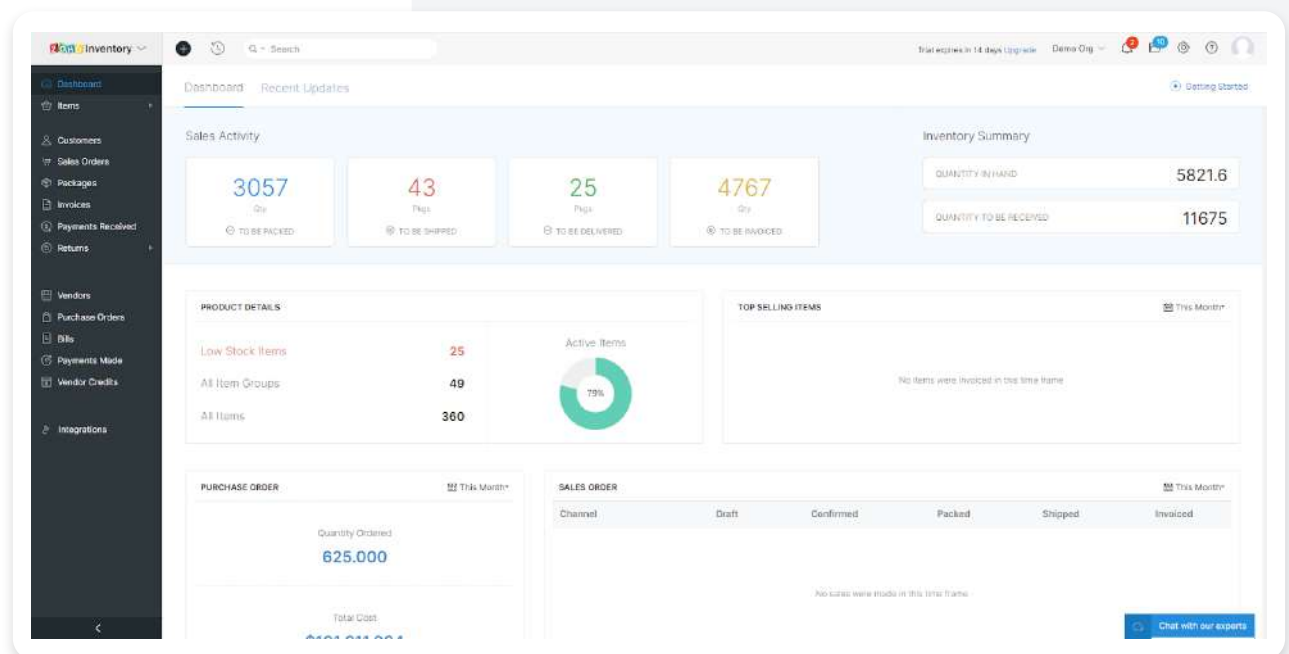 Inventory
Search
Trial expires in 14 days Upgrade
Demo Org
2
10
Dashboard
Items
Customers
Sales Orders
Packages
Invoices
Payments Received
Returns
Vendors
Purchase Orders
Bills
Payments Made
Vendor Credits
Integrations
Dashboard
Recent Updates
Getting Started
Sales Activity
3057
Qty
TO BE PACKED
43
Pkgs
TO BE SHIPPED
25
Pkgs
TO BE DELIVERED
4767
Qty
TO BE INVOICED
Inventory Summary
QUANTITY IN HAND
5821.6
QUANTITY TO BE RECEIVED
11675
PRODUCT DETAILS
Low Stock Items
25
All Item Groups
49
All Items
360
Active Items
79%
TOP SELLING ITEMS
This Month
No items were invoiced in this time frame
PURCHASE ORDER
This Month
Quantity Ordered
625.000
Total Cost
SALES ORDER
This Month
Channel Draft Confirmed Packed Shipped Invoiced
No sales were made in this time frame
Chat with our experts